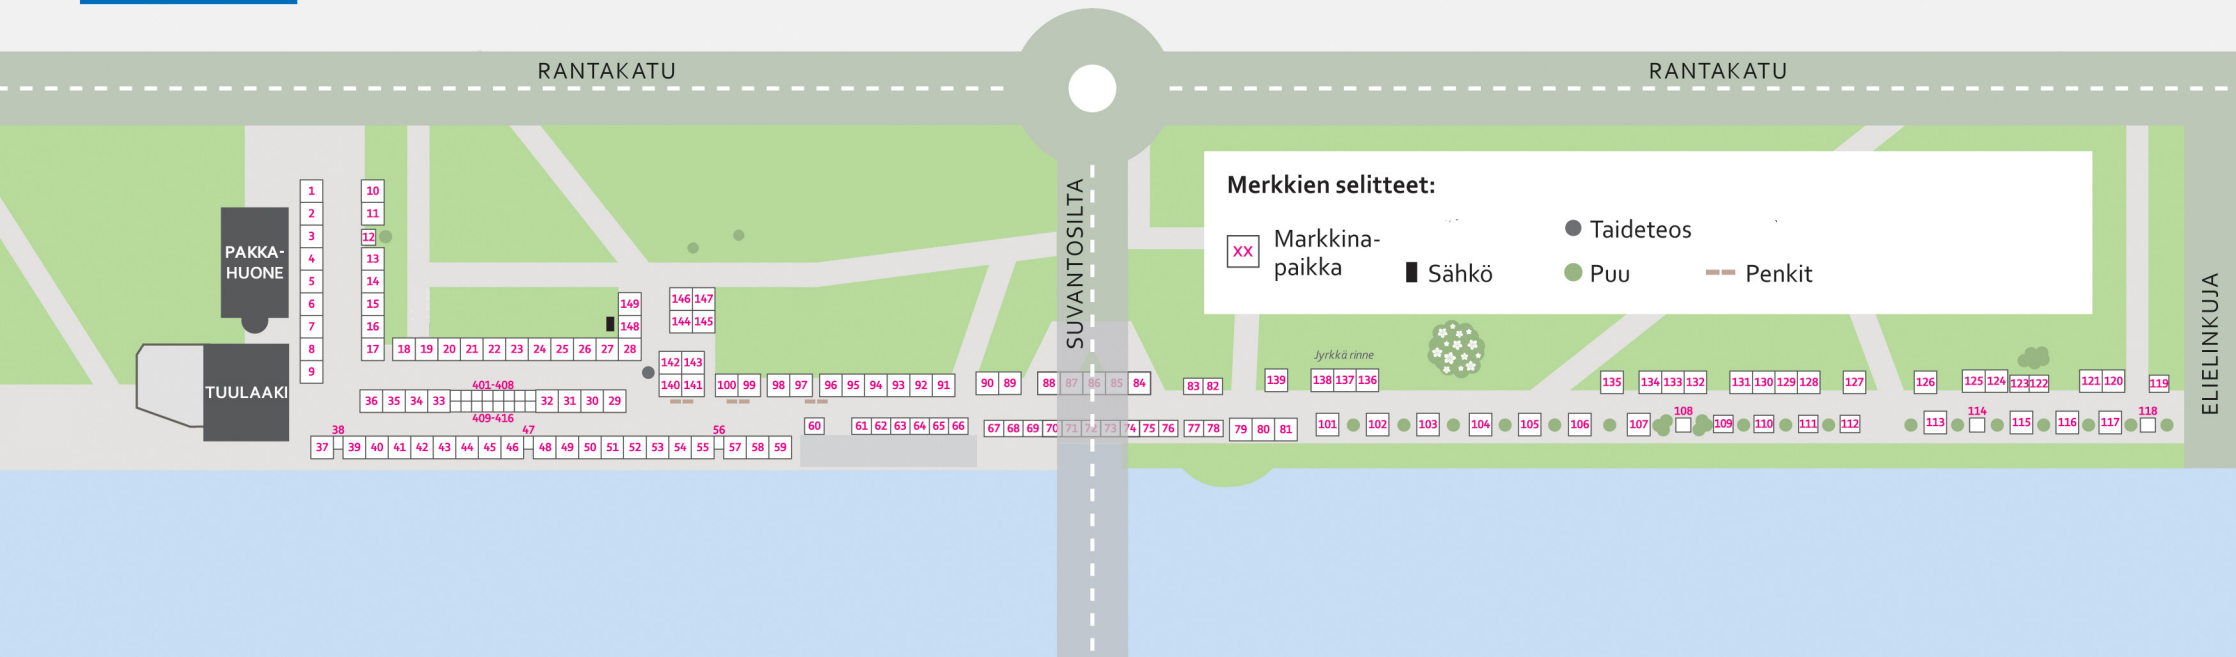 RANTAKATU
RANTAKATU
SUVANTOSILTA
ELIELINKUJA
Merkkien selitteet:
XX Markkina-
paikka
Sähkö
Taideteos
Puu
Penkit
PAKKA-
HUONE
TUULAAKI
1
2
3
4
5
6
7
8
9
10
11
12
13
14
15
16
17 18 19 20 21 22 23 24 25 26 27 28
149
148
146 147
144 145
142 143
140 141
100 99 98 97 96 95 94 93 92 91
90 89 88 87 86 85 84 83 82
139
Jyrkkä rinne
138 137 136
135 134 133 132 131 130 129 128 127
126 125 124 123 122 121 120 119
401-408
36 35 34 33 32 31 30 29
409-416
38 47 56
37 39 40 41 42 43 44 45 46 48 49 50 51 52 53 54 55 57 58 59
60 61 62 63 64 65 66
67 68 69 70 71 72 73 74 75 76 77 78 79 80 81
101 102 103 104 105 106 107 108 109 110 111 112
113 114 115 116 117 118